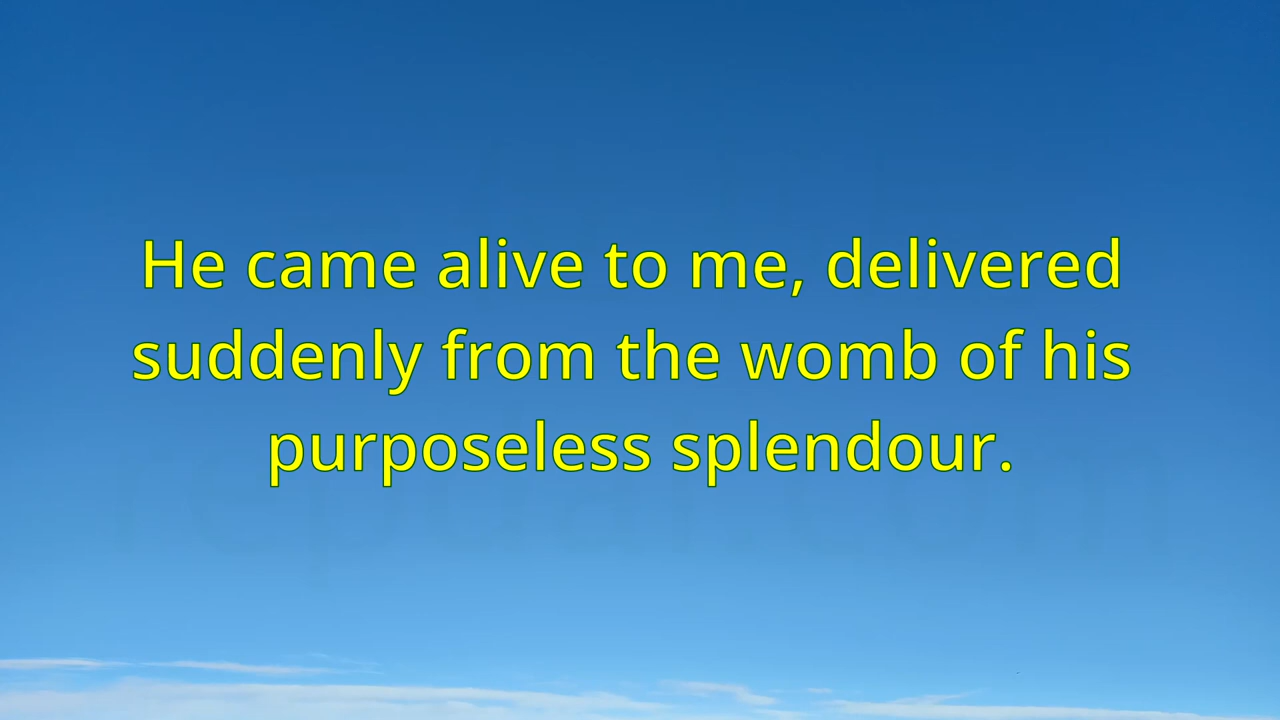 He came alive to me, delivered
suddenly from the womb of his
purposeless splendour.